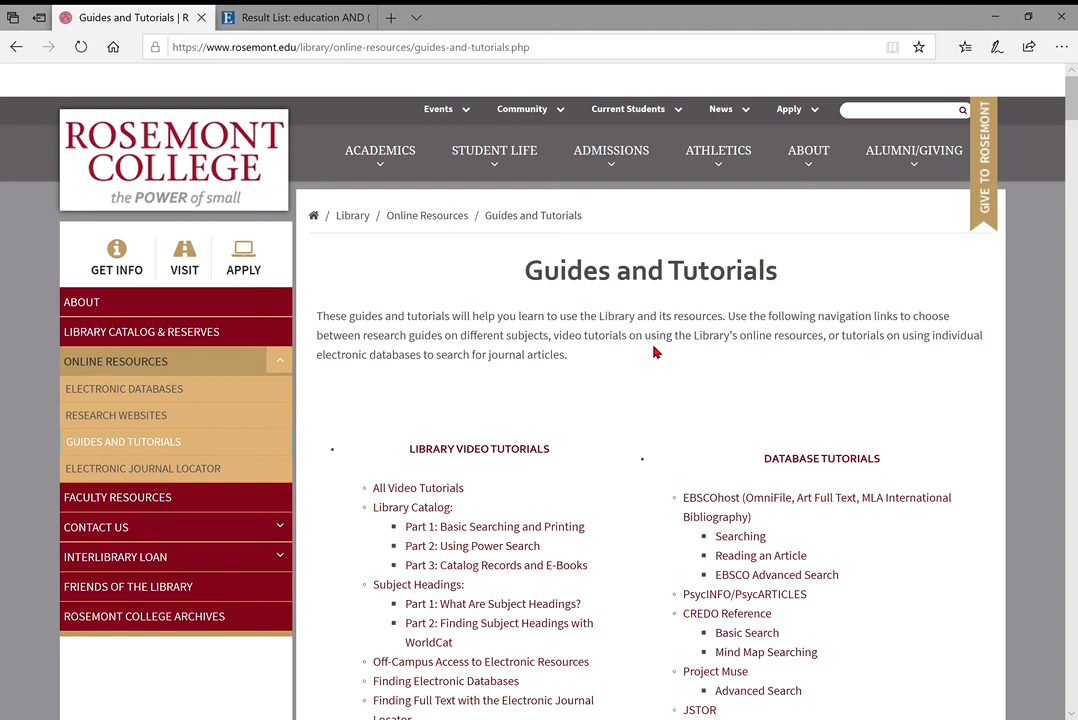 Guides and Tutorials | R
Result List: education AND (
https://www.rosemont.edu/library/online-resources/guides-and-tutorials.php
Events
Community
Current Students
News
Apply
ROSEMONT
COLLEGE
the POWER of small
ACADEMICS
STUDENT LIFE
ADMISSIONS
ATHLETICS
ABOUT
ALUMNI/GIVING
GIVE TO ROSEMONT
GET INFO
VISIT
APPLY
ABOUT
LIBRARY CATALOG & RESERVES
ONLINE RESOURCES
ELECTRONIC DATABASES
RESEARCH WEBSITES
GUIDES AND TUTORIALS
ELECTRONIC JOURNAL LOCATOR
FACULTY RESOURCES
CONTACT US
INTERLIBRARY LOAN
FRIENDS OF THE LIBRARY
ROSEMONT COLLEGE ARCHIVES
/ Library / Online Resources / Guides and Tutorials
Guides and Tutorials
These guides and tutorials will help you learn to use the Library and its resources. Use the following navigation links to choose
between research guides on different subjects, video tutorials on using the Library's online resources, or tutorials on using individual
electronic databases to search for journal articles.
LIBRARY VIDEO TUTORIALS
All Video Tutorials
Library Catalog:
Part 1: Basic Searching and Printing
Part 2: Using Power Search
Part 3: Catalog Records and E-Books
Subject Headings:
Part 1: What Are Subject Headings?
Part 2: Finding Subject Headings with
WorldCat
Off-Campus Access to Electronic Resources
Finding Electronic Databases
Finding Full Text with the Electronic Journal
Locator
DATABASE TUTORIALS
EBSCOhost (OmniFile, Art Full Text, MLA International
Bibliography)
Searching
Reading an Article
EBSCO Advanced Search
PsycINFO/PsycARTICLES
CREDO Reference
Basic Search
Mind Map Searching
Project Muse
Advanced Search
JSTOR